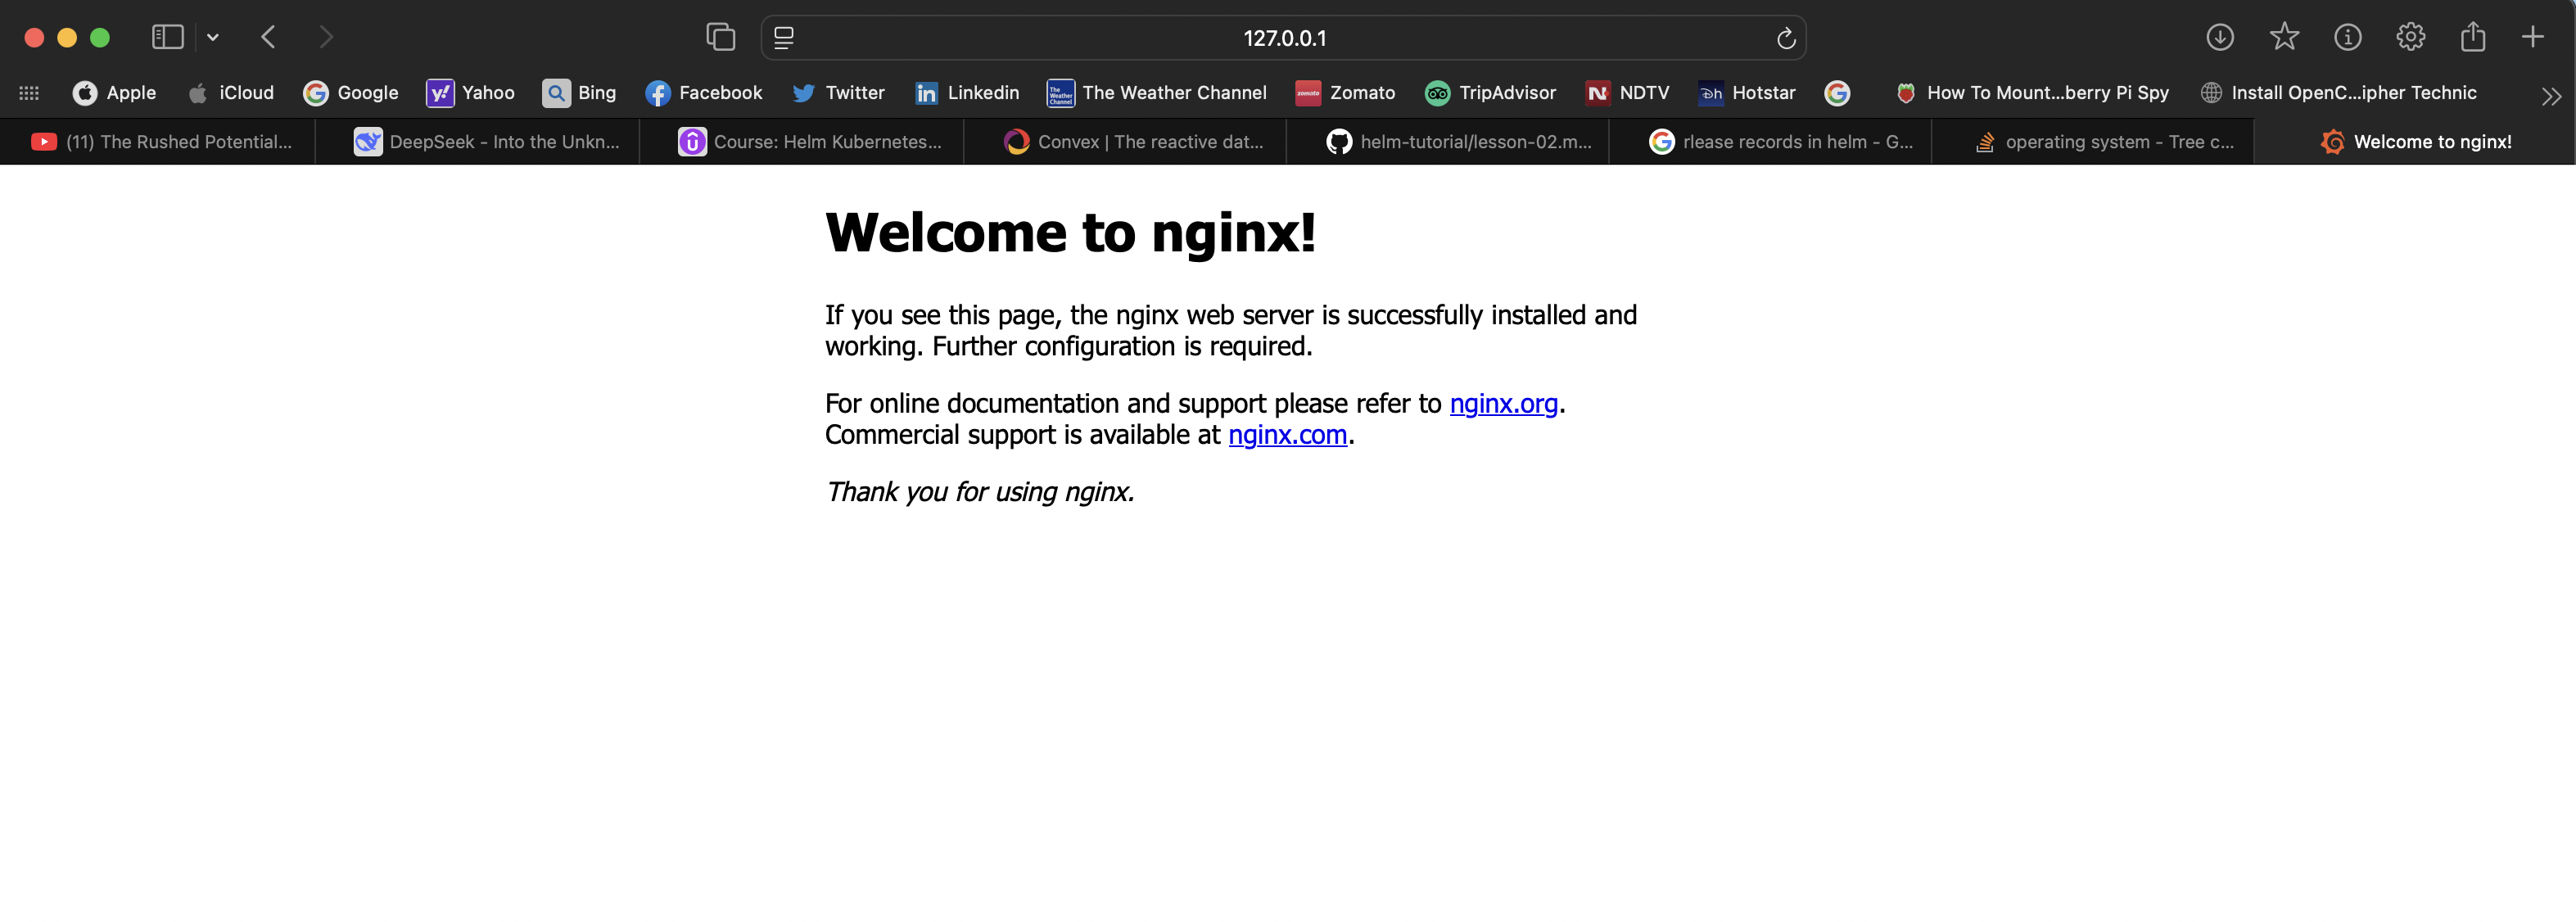 127.0.0.1
Apple iCloud Google Yahoo Bing Facebook Twitter Linkedin The Weather Channel Zomato TripAdvisor NDTV Hotstar How To Mount...berry Pi Spy Install OpenC...ipher Technic
(11) The Rushed Potential... DeepSeek - Into the Unkn... Course: Helm Kubernetes... Convex | The reactive dat... helm-tutorial/lesson-02.m... rlease records in helm - G... operating system - Tree c... Welcome to nginx!
Welcome to nginx!
If you see this page, the nginx web server is successfully installed and
working. Further configuration is required.
For online documentation and support please refer to nginx.org.
Commercial support is available at nginx.com.
Thank you for using nginx.